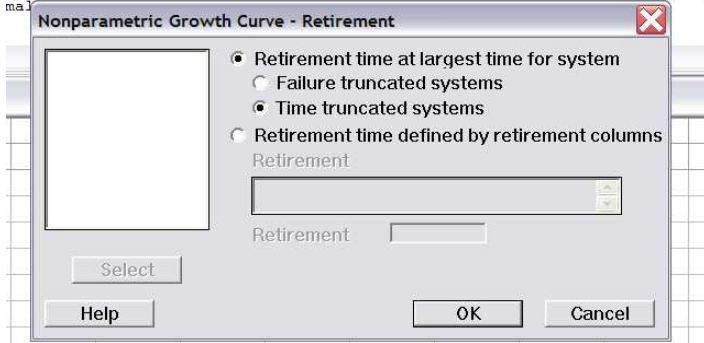 mal
Nonparametric Growth Curve - Retirement
Retirement time at largest time for system
Failure truncated systems
Time truncated systems
Retirement time defined by retirement columns
Retirement
Retirement
Select
Help
OK
Cancel